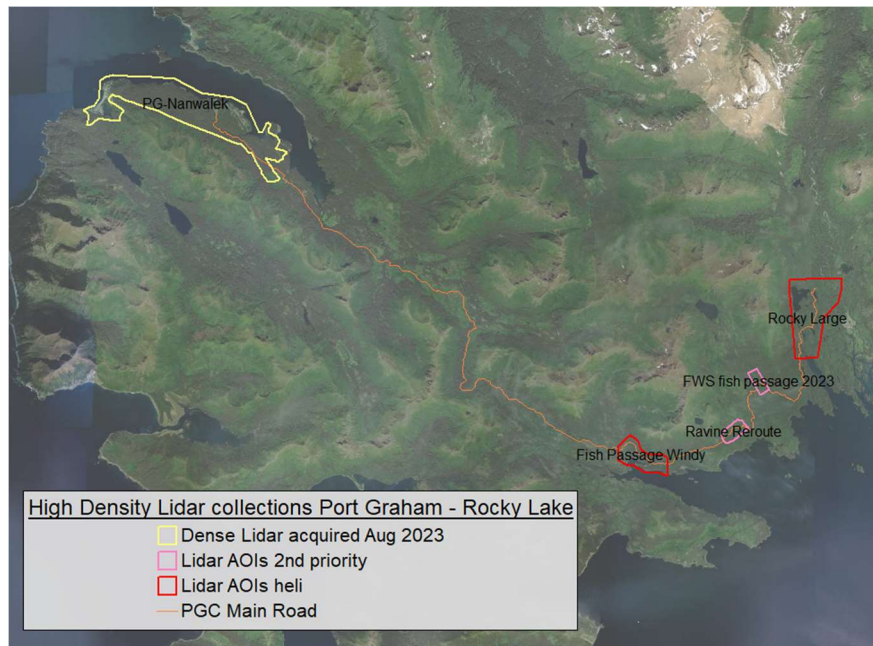 PG-Nanwalek
Rocky Large
FWS fish passage 2023
Ravine Reroute
Fish Passage Windy
High Density Lidar collections Port Graham - Rocky Lake
Dense Lidar acquired Aug 2023
Lidar AOIs 2nd priority
Lidar AOIs heli
PGC Main Road